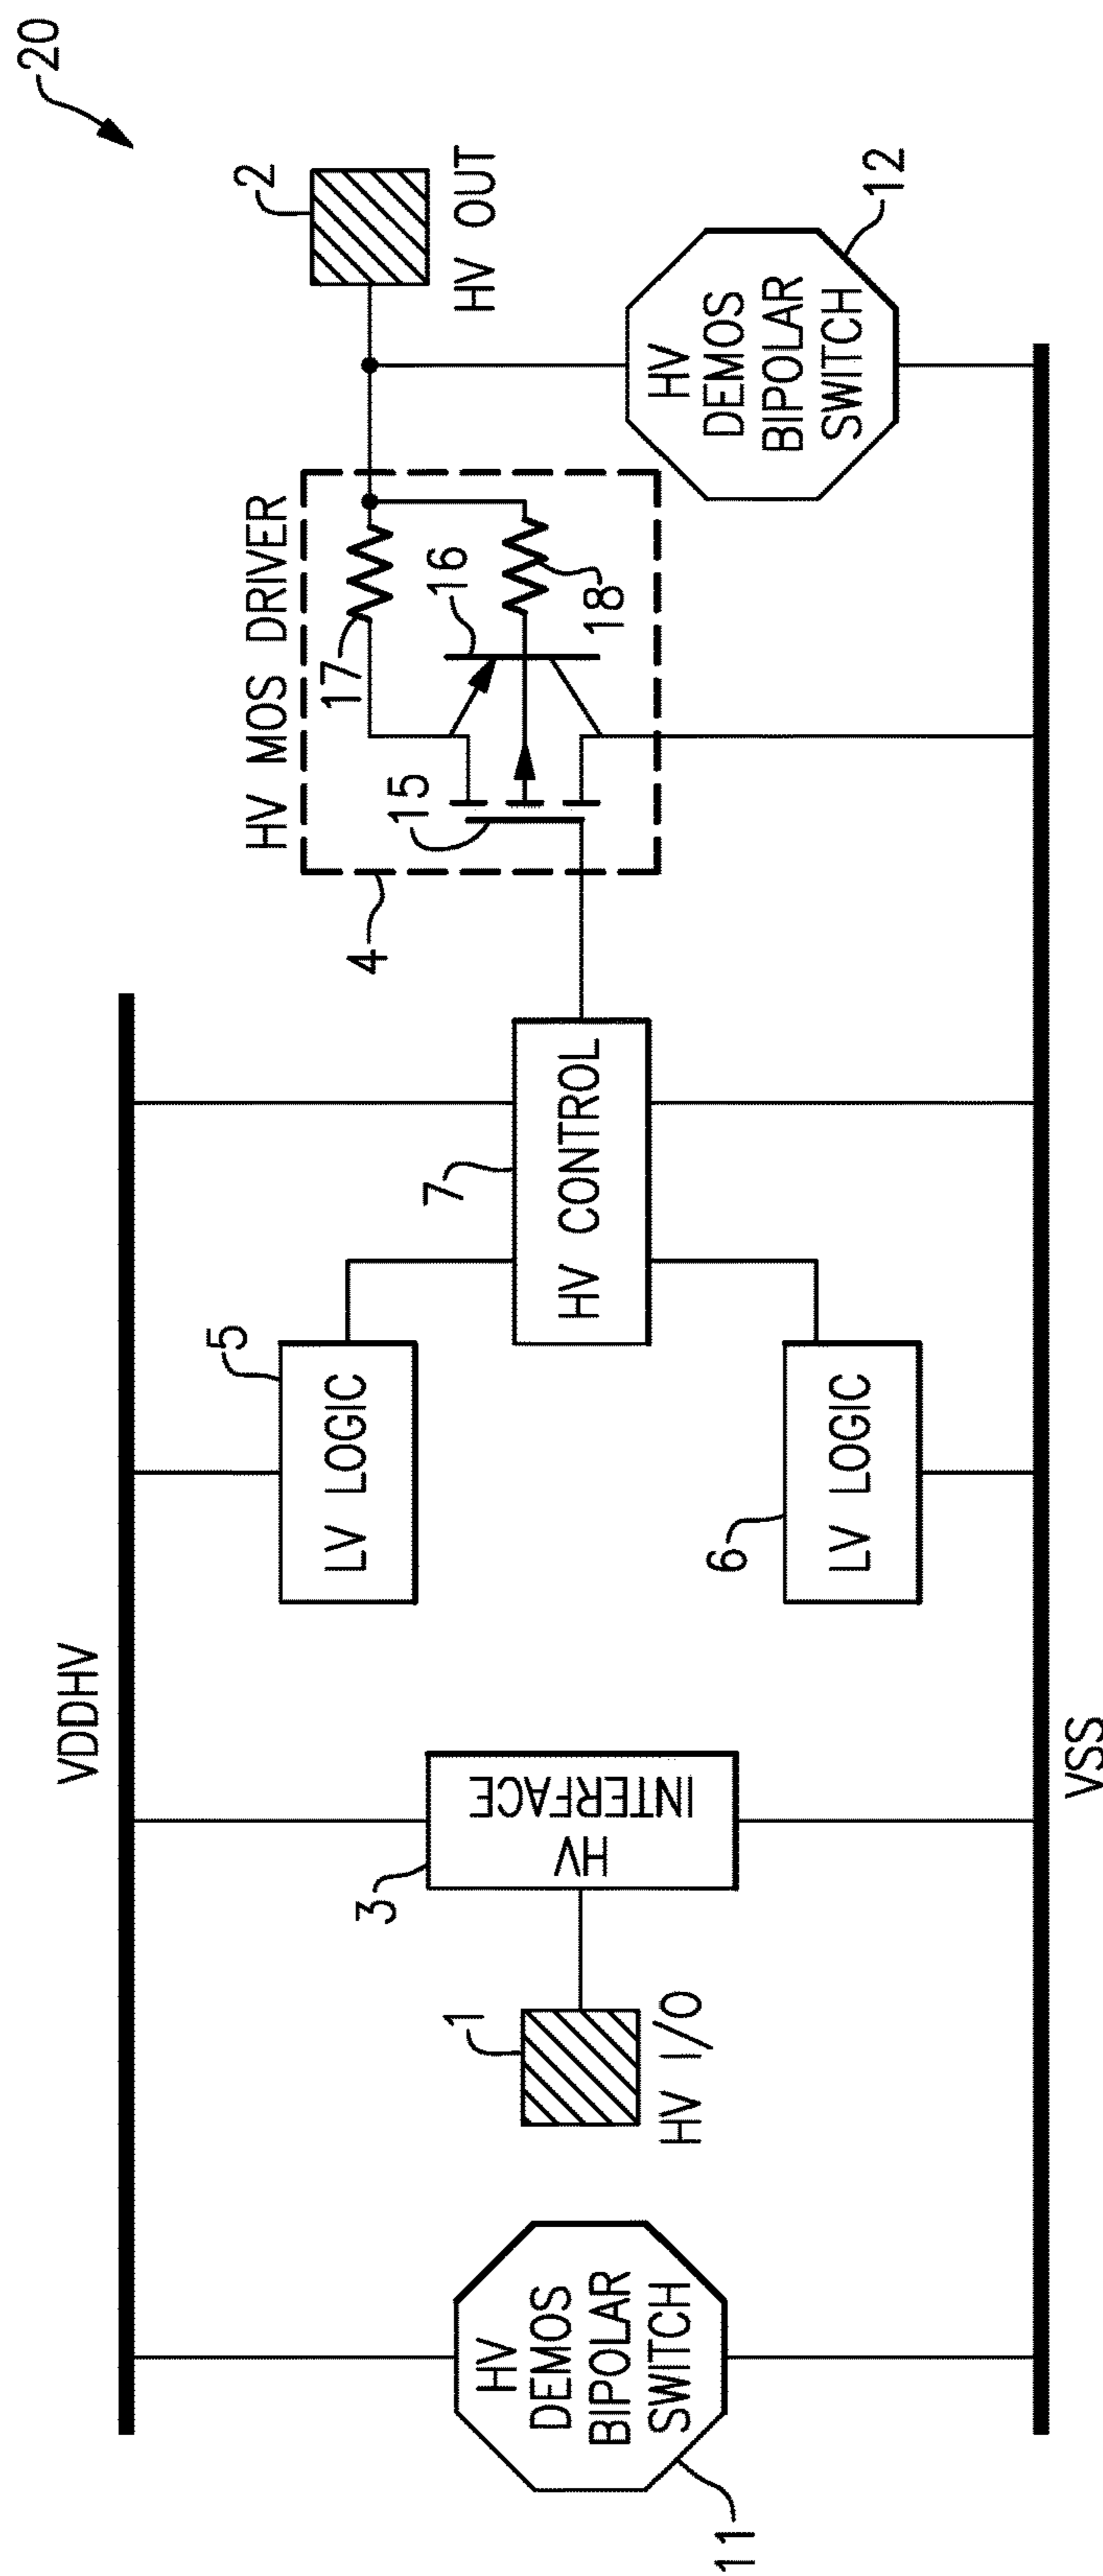 20
VDDHV
HV MOS DRIVER
2
HV OUT
17
16
18
15
4
5
LV LOGIC
7
HV CONTROL
6
LV LOGIC
3
HV
INTERFACE
1
HV I/O
HV
DEMOS
BIPOLAR
SWITCH
11
HV
DEMOS
BIPOLAR
SWITCH
12
VSS